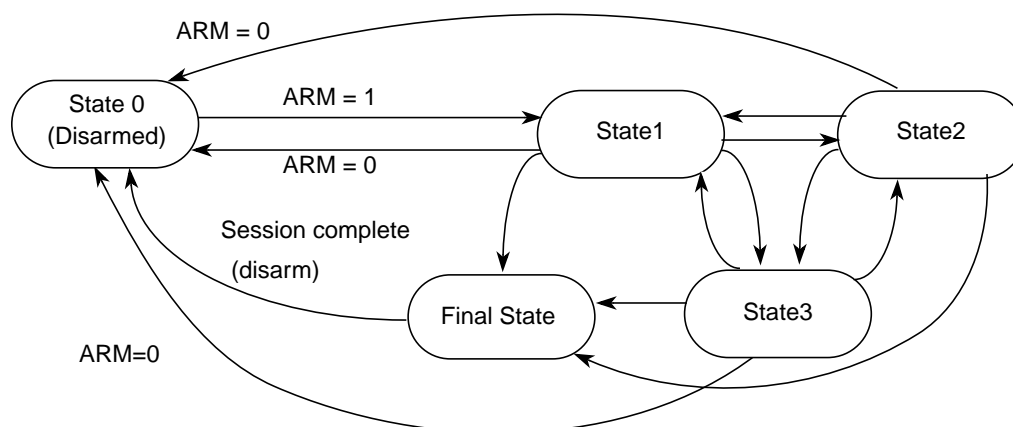 ARM = 0
State 0
(Disarmed)
ARM = 1
ARM = 0
State1
State2
Session complete
(disarm)
Final State
State3
ARM=0